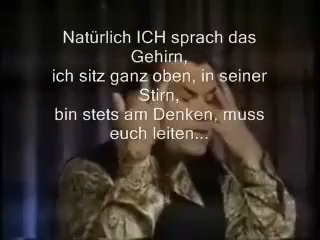 Natürlich ICH sprach das
Gehirn,
ich sitz ganz oben, in seiner
Stirn,
bin stets am Denken, muss
euch leiten...